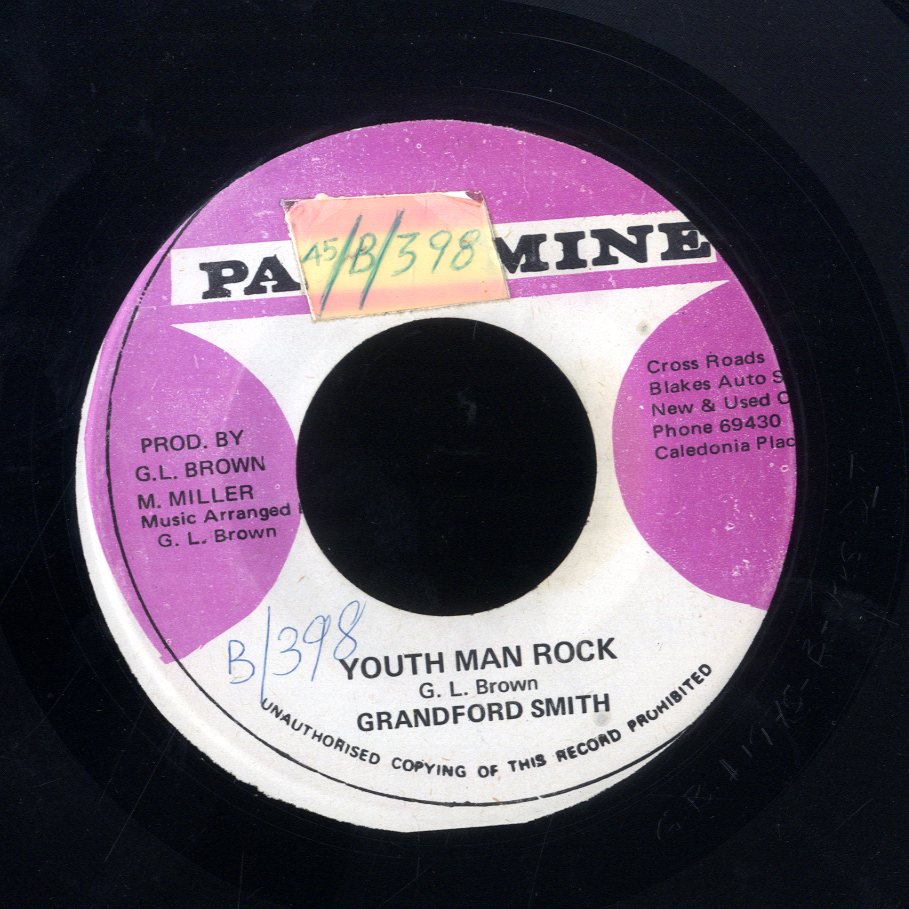 PA MINE
45/B/398
Cross Roads
Blakes Auto S
New & Used C
Phone 69430
Caledonia Plac
PROD. BY
G.L. BROWN
M. MILLER
Music Arranged
G. L. Brown
B/398
YOUTH MAN ROCK
G. L. Brown
GRANDFORD SMITH
UNAUTHORISED COPYING OF THIS RECORD PROHIBITED